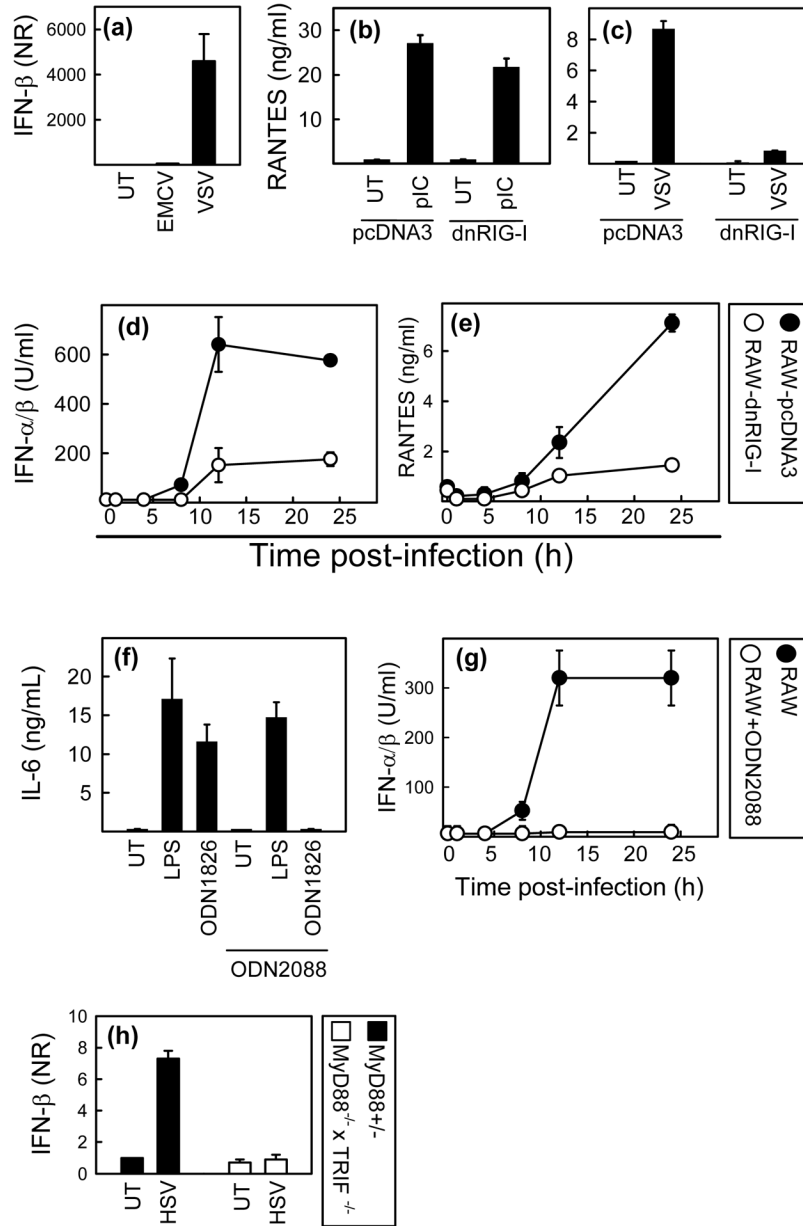 (a)
IFN-β (NR)
6000
4000
2000
UT
EMCV
VSV
(b)
RANTES (ng/ml)
30
20
10
UT
pIC
UT
pIC
pcDNA3
dnRIG-I
(c)
8
6
4
2
UT
VSV
UT
VSV
pcDNA3
dnRIG-I
(d)
IFN-α/β (U/ml)
600
400
200
0 5 10 15 20 25
(e)
RANTES (ng/ml)
6
4
2
0 5 10 15 20 25
RAW-pcDNA3
RAW-dnRIG-I
Time post-infection (h)
(f)
IL-6 (ng/mL)
20
15
10
5
UT
LPS
ODN1826
UT
LPS
ODN1826
ODN2088
(g)
IFN-α/β (U/ml)
300
200
100
0 5 10 15 20 25
Time post-infection (h)
RAW
RAW+ODN2088
(h)
IFN-β (NR)
10
8
6
4
2
0
UT
HSV
UT
HSV
MyD88+/-
MyD88-/- x TRIF -/-